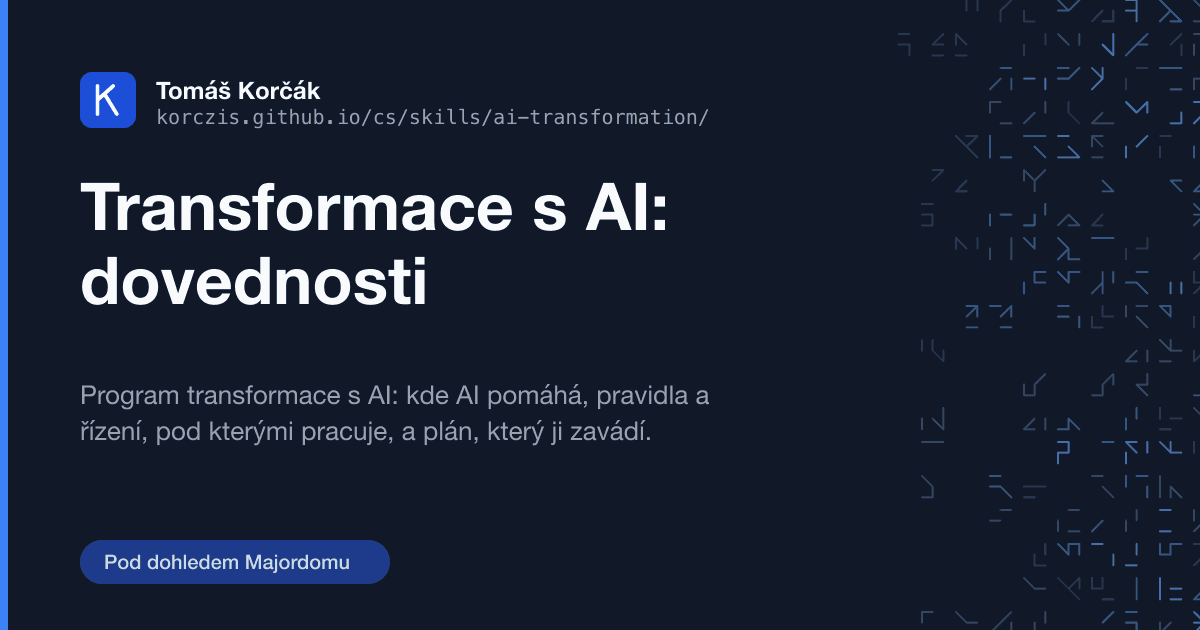 K
Tomáš Korčák
korczis.github.io/cs/skills/ai-transformation/
Transformace s AI:
dovednosti
Program transformace s AI: kde AI pomáhá, pravidla a
řízení, pod kterými pracuje, a plán, který ji zavádí.
Pod dohledem Majordomu